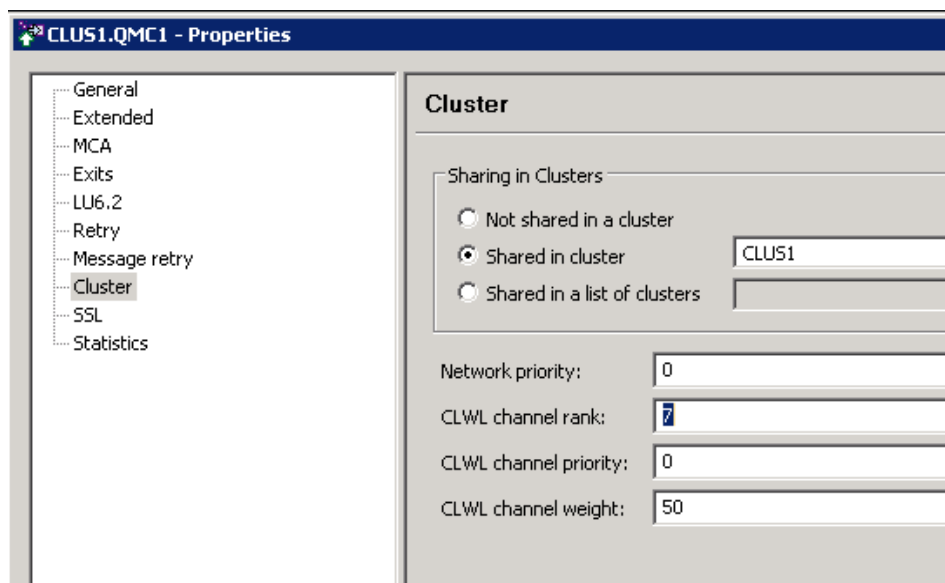 CLUS1.QMC1 - Properties
General
Extended
MCA
Exits
LU6.2
Retry
Message retry
Cluster
SSL
Statistics
Cluster
Sharing in Clusters
Not shared in a cluster
Shared in cluster CLUS1
Shared in a list of clusters
Network priority: 0
CLWL channel rank: 7
CLWL channel priority: 0
CLWL channel weight: 50